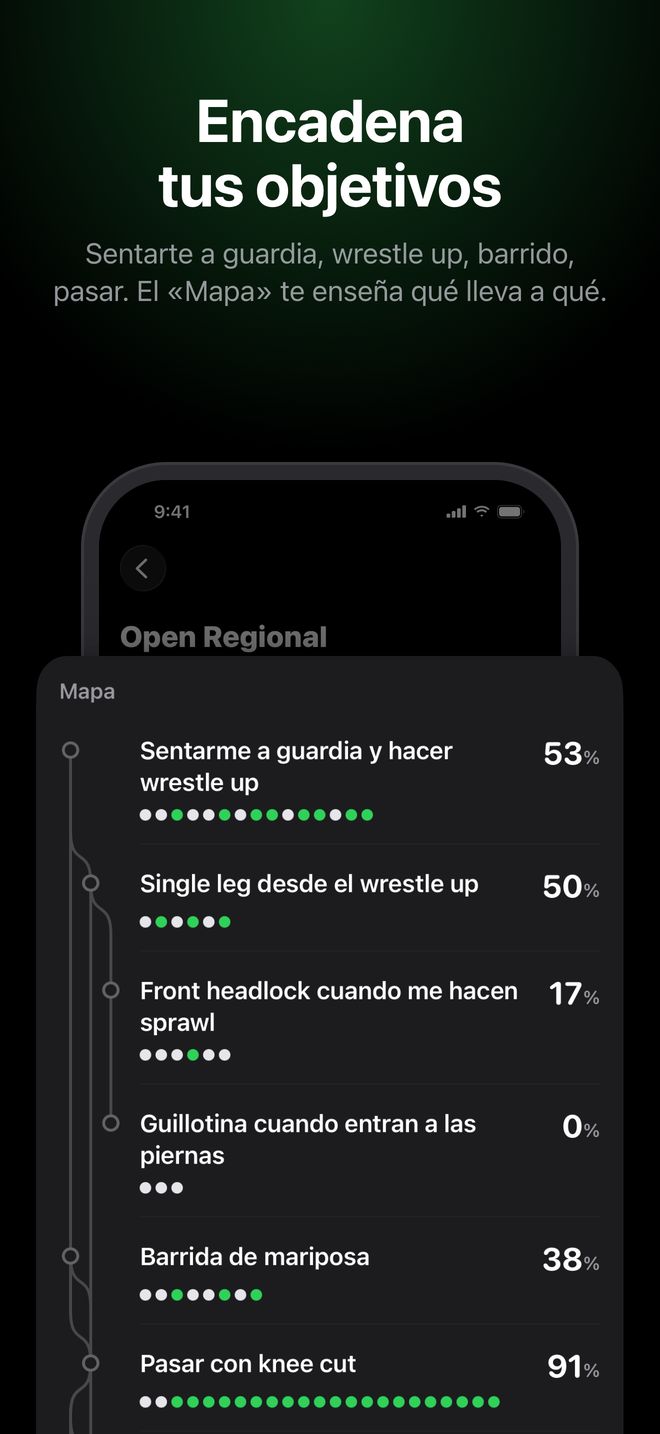 Encadena
tus objetivos
Sentarte a guardia, wrestle up, barrido,
pasar. El «Mapa» te enseña qué lleva a qué.
9:41
Open Regional
Mapa
Sentarme a guardia y hacer
wrestle up
53%
Single leg desde el wrestle up
50%
Front headlock cuando me hacen
sprawl
17%
Guillotina cuando entran a las
piernas
0%
Barrida de mariposa
38%
Pasar con knee cut
91%